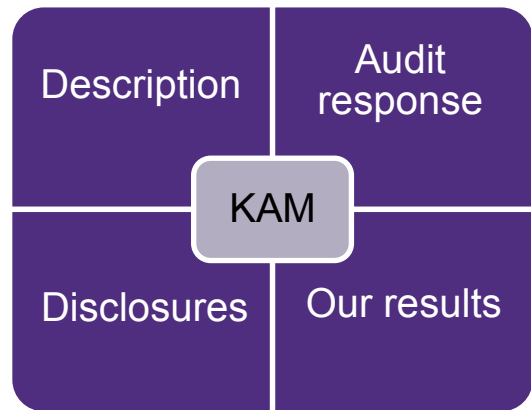 Description
Audit
response
KAM
Disclosures
Our results